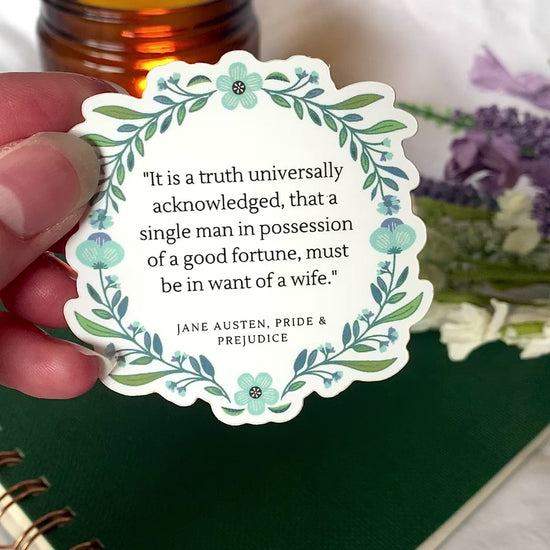 "It is a truth universally
acknowledged, that a
single man in possession
of a good fortune, must
be in want of a wife."
JANE AUSTEN, PRIDE &
PREJUDICE